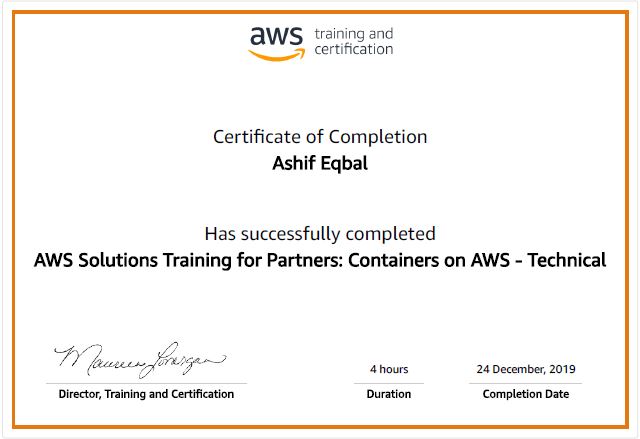 aws training and
certification
Certificate of Completion
Ashif Eqbal
Has successfully completed
AWS Solutions Training for Partners: Containers on AWS - Technical
Maureen Lonergan
4 hours
24 December, 2019
Director, Training and Certification
Duration
Completion Date